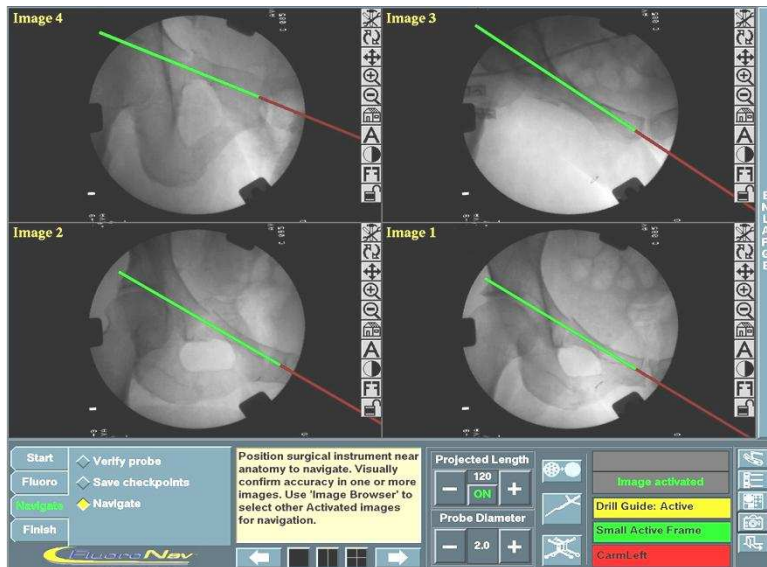 Image 4
Image 3
Image 2
Image 1
A
A
A
A
ENLARGE
Start
Fluoro
Navigate
Finish
Verify probe
Save checkpoints
Navigate
FluoroNav
Position surgical instrument near
anatomy to navigate. Visually
confirm accuracy in one or more
images. Use 'Image Browser' to
select other Activated images
for navigation.
Projected Length
120
ON
Probe Diameter
2.0
Image activated
Drill Guide: Active
Small Active Frame
CarmLeft